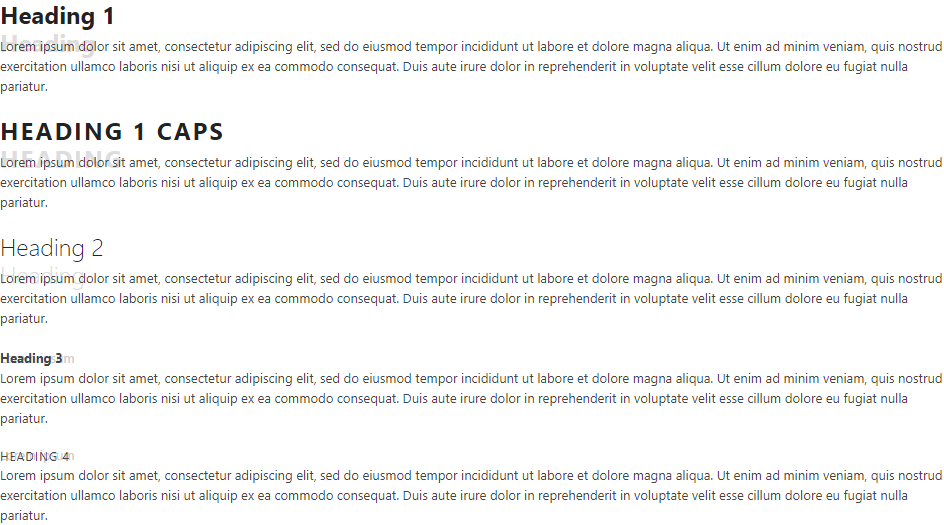 Heading 1
Heading
Lorem ipsum dolor sit amet, consectetur adipiscing elit, sed do eiusmod tempor incididunt ut labore et dolore magna aliqua. Ut enim ad minim veniam, quis nostrud
exercitation ullamco laboris nisi ut aliquip ex ea commodo consequat. Duis aute irure dolor in reprehenderit in voluptate velit esse cillum dolore eu fugiat nulla
pariatur.
HEADING 1 CAPS
HEADING
Lorem ipsum dolor sit amet, consectetur adipiscing elit, sed do eiusmod tempor incididunt ut labore et dolore magna aliqua. Ut enim ad minim veniam, quis nostrud
exercitation ullamco laboris nisi ut aliquip ex ea commodo consequat. Duis aute irure dolor in reprehenderit in voluptate velit esse cillum dolore eu fugiat nulla
pariatur.
Heading 2
Heading
Lorem ipsum dolor sit amet, consectetur adipiscing elit, sed do eiusmod tempor incididunt ut labore et dolore magna aliqua. Ut enim ad minim veniam, quis nostrud
exercitation ullamco laboris nisi ut aliquip ex ea commodo consequat. Duis aute irure dolor in reprehenderit in voluptate velit esse cillum dolore eu fugiat nulla
pariatur.
Heading 3
Lorem ipsum dolor sit amet, consectetur adipiscing elit, sed do eiusmod tempor incididunt ut labore et dolore magna aliqua. Ut enim ad minim veniam, quis nostrud
exercitation ullamco laboris nisi ut aliquip ex ea commodo consequat. Duis aute irure dolor in reprehenderit in voluptate velit esse cillum dolore eu fugiat nulla
pariatur.
HEADING 4
Lorem ipsum dolor sit amet, consectetur adipiscing elit, sed do eiusmod tempor incididunt ut labore et dolore magna aliqua. Ut enim ad minim veniam, quis nostrud
exercitation ullamco laboris nisi ut aliquip ex ea commodo consequat. Duis aute irure dolor in reprehenderit in voluptate velit esse cillum dolore eu fugiat nulla
pariatur.